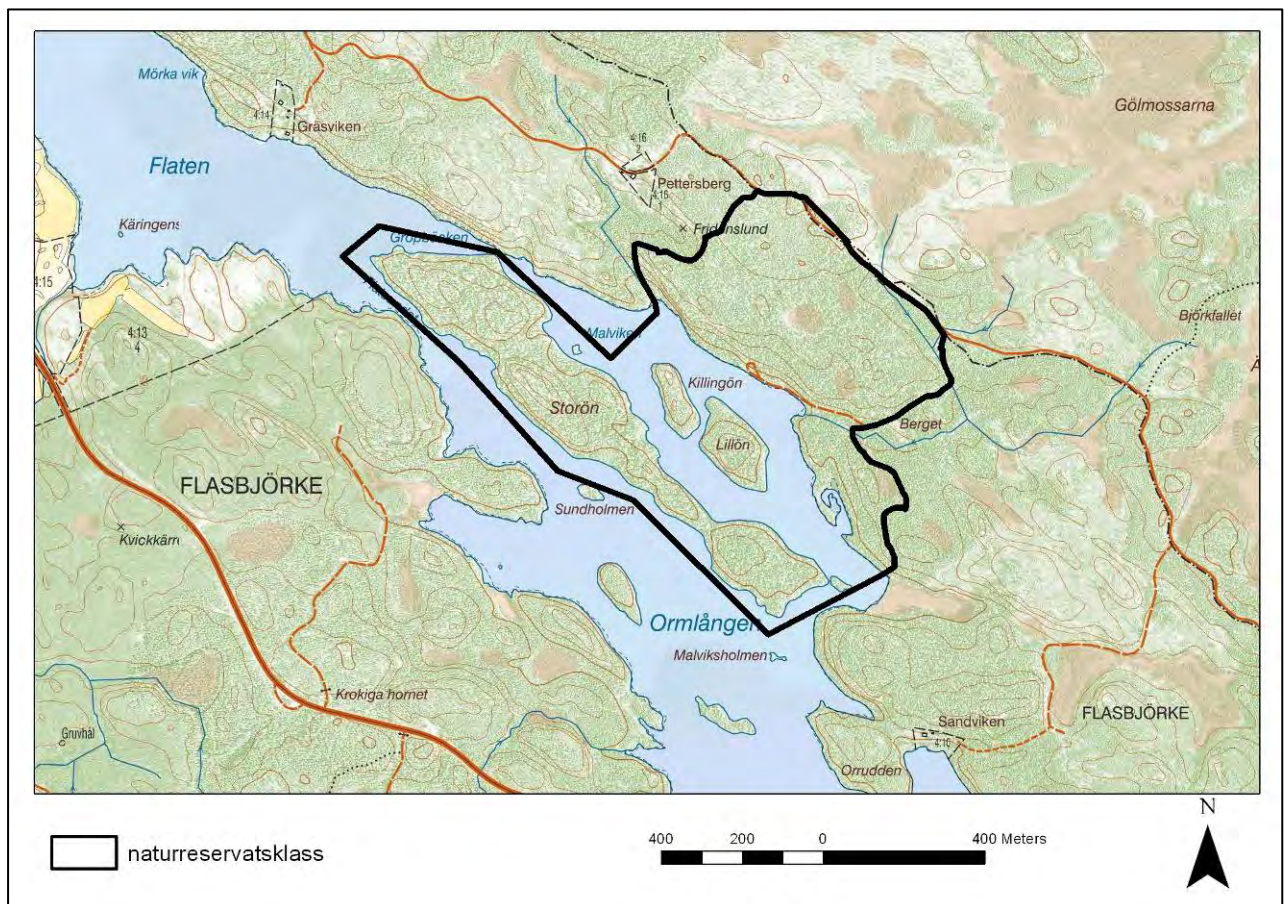 Mörka vik
4:14
Gräsviken
Gölmossarna
Flaten
4:16
2
Pettersberg
4:15
Käringens
Fridenslund
Gropbäcken
4:15
4:13
4
Malviken
Björkfallet
Ä
Killingön
Storön
Lillön
Berget
FLASBJÖRKE
Sundholmen
Kvickkärr
Ormlången
Malviksholmen
Krokiga hornet
Sandviken
4:10
FLASBJÖRKE
Gruvhål
Orrudden
N
naturreservatsklass
400 200 0 400 Meters